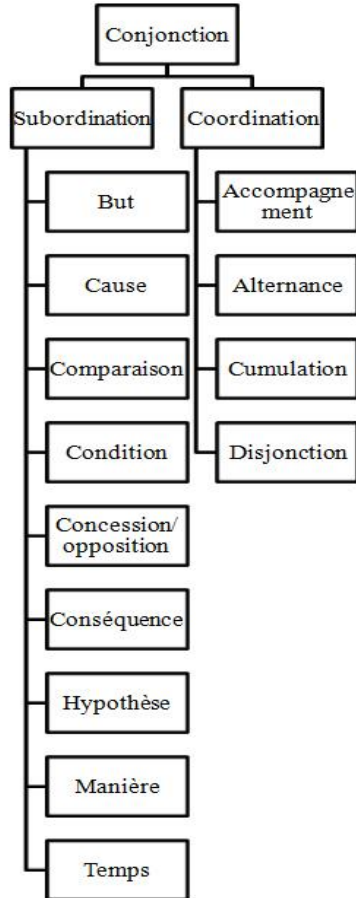 Conjonction
Subordination
Coordination
But
Cause
Comparaison
Condition
Concession/
opposition
Conséquence
Hypothèse
Manière
Temps
Accompagne
ment
Alternance
Cumulation
Disjonction